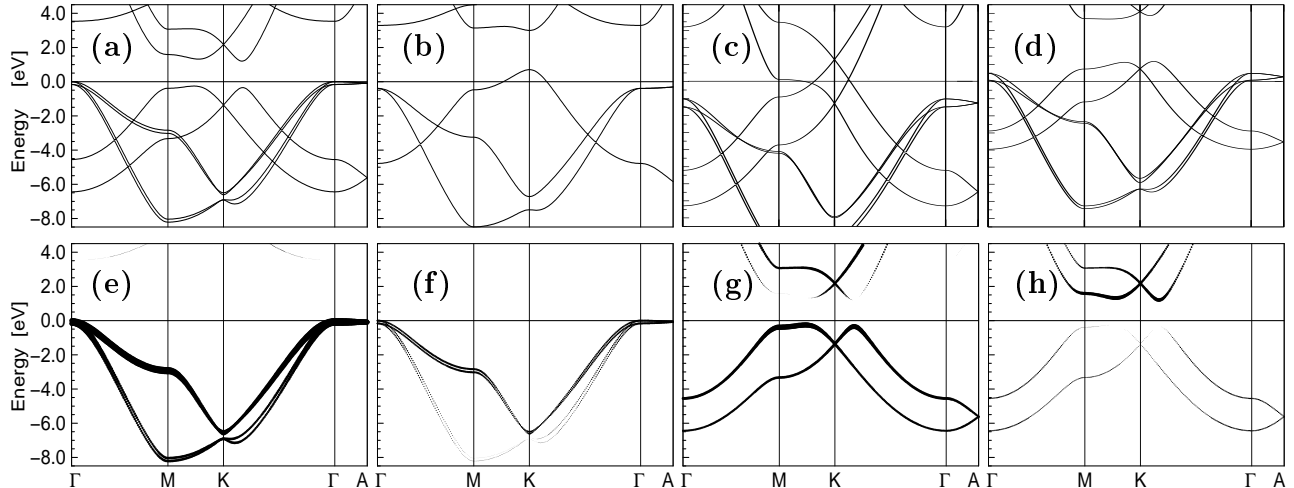 (a) (b) (c) (d)
Energy [eV]
4.0
2.0
0.0
−2.0
−4.0
−6.0
−8.0
(e) (f) (g) (h)
Energy [eV]
4.0
2.0
0.0
−2.0
−4.0
−6.0
−8.0
Γ M K Γ A Γ M K Γ A Γ M K Γ A Γ M K Γ A